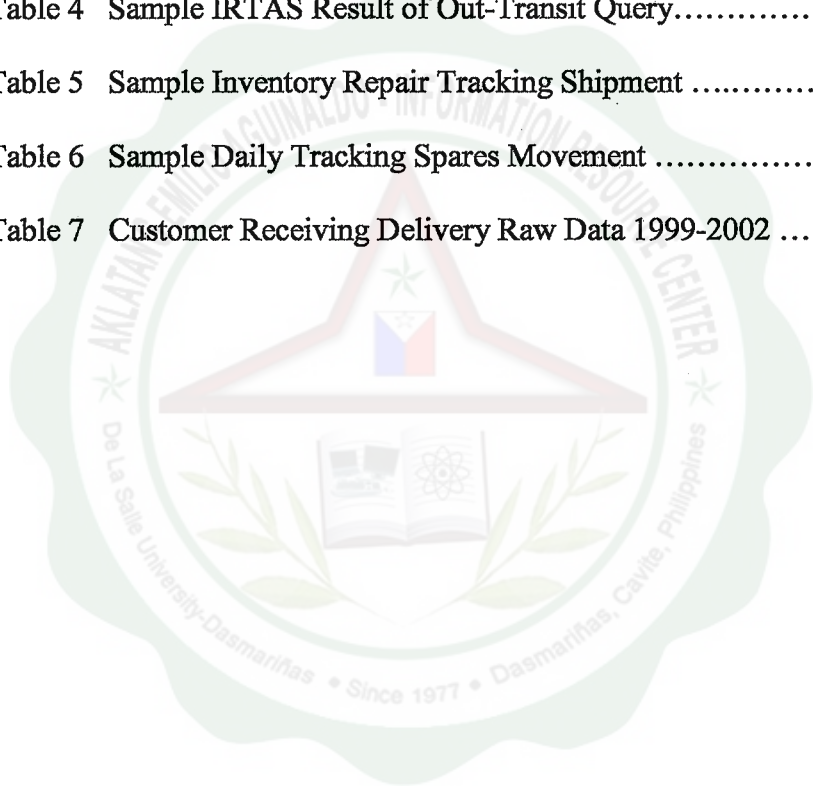 Table 4 Sample IRTAS Result of Out-Transit Query.............
Table 5 Sample Inventory Repair Tracking Shipment ............
Table 6 Sample Daily Tracking Spares Movement ...............
Table 7 Customer Receiving Delivery Raw Data 1999-2002 ...
AKLATANG EMILIO AGUINALDO - INFORMATION RESOURCE CENTER
De La Salle University-Dasmariñas • Since 1977 • Dasmariñas, Cavite, Philippines